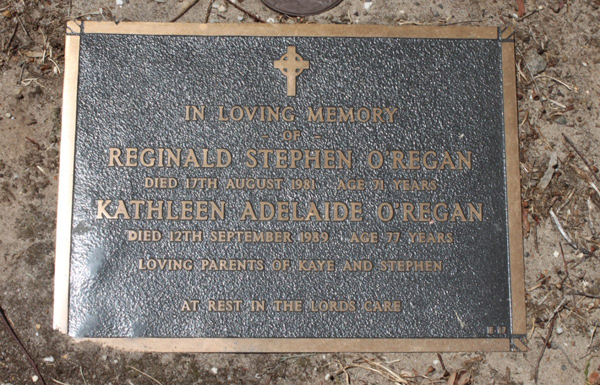 IN LOVING MEMORY
- OF -
REGINALD STEPHEN O'REGAN
DIED 17TH AUGUST 1981 AGE 71 YEARS
KATHLEEN ADELAIDE O'REGAN
DIED 12TH SEPTEMBER 1989 AGE 77 YEARS
LOVING PARENTS OF KAYE AND STEPHEN
AT REST IN THE LORDS CARE